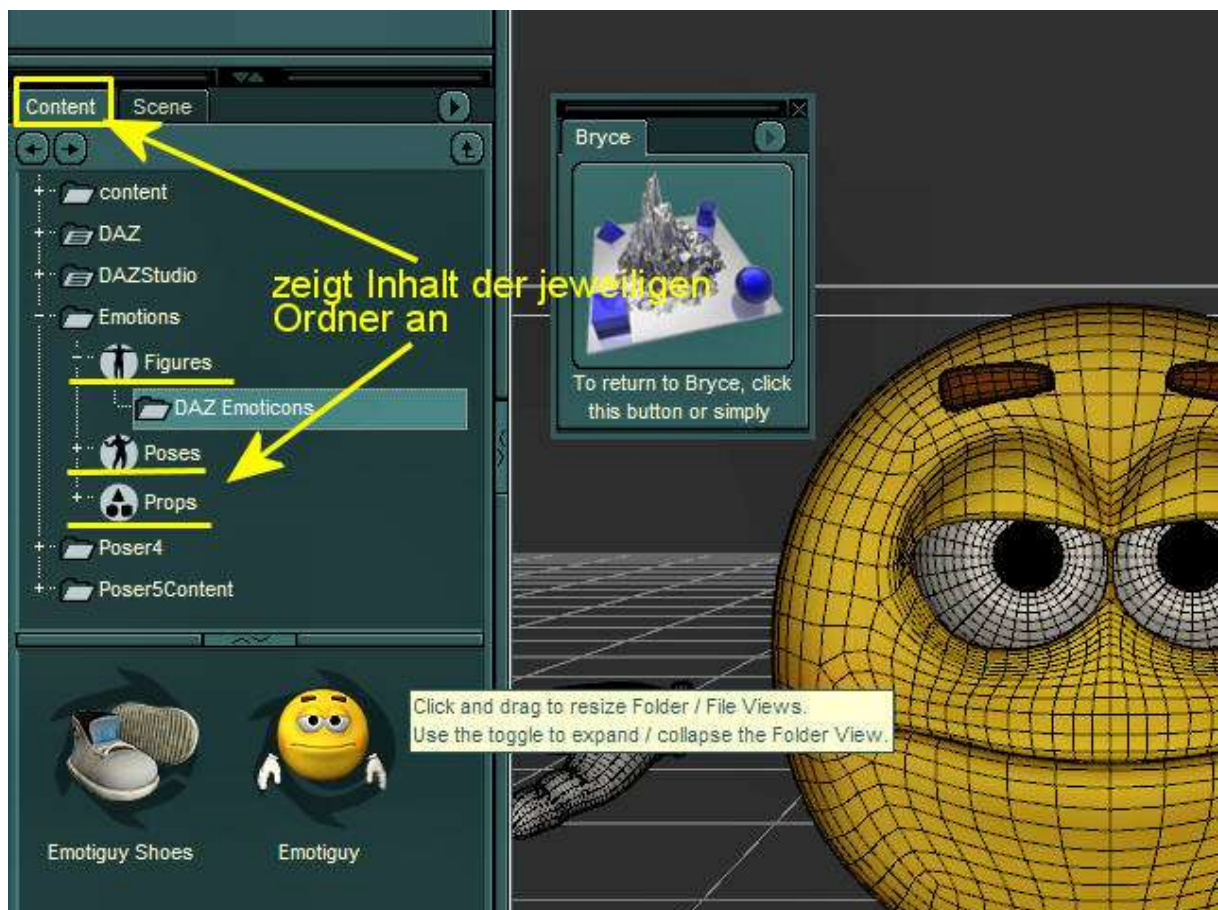 Content
Scene
content
DAZ
DAZStudio
Emotions
Figures
DAZ Emoticons
Poses
Props
Poser4
Poser5Content
zeigt Inhalt der jeweiligen
Ordner an
Bryce
To return to Bryce, click
this button or simply
Click and drag to resize Folder / File Views.
Use the toggle to expand / collapse the Folder View.
Emotiguy Shoes
Emotiguy